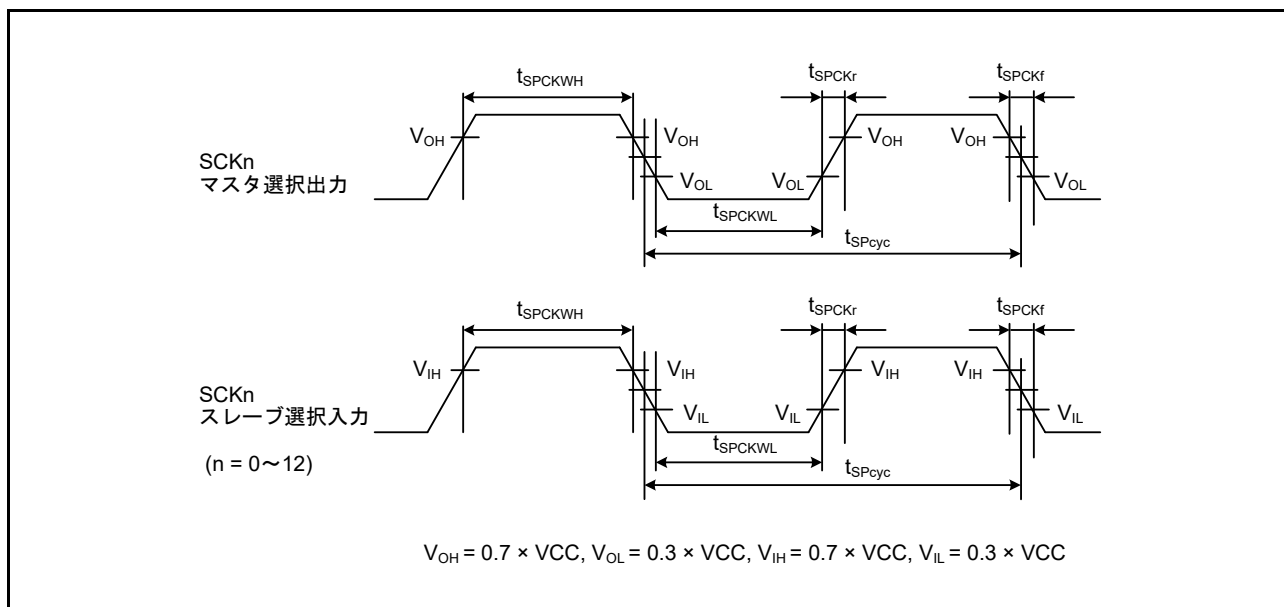 tSPCKWH
tSPCKr
tSPCKf
VOH
VOH
VOH
VOH
SCKn
マスタ選択出力
VOL
VOL
VOL
tSPCKWL
tSPcyc
tSPCKWH
tSPCKr
tSPCKf
VIH
VIH
VIH
VIH
SCKn
スレーブ選択入力
VIL
VIL
VIL
tSPCKWL
(n = 0～12)
tSPcyc
VOH = 0.7 × VCC, VOL = 0.3 × VCC, VIH = 0.7 × VCC, VIL = 0.3 × VCC